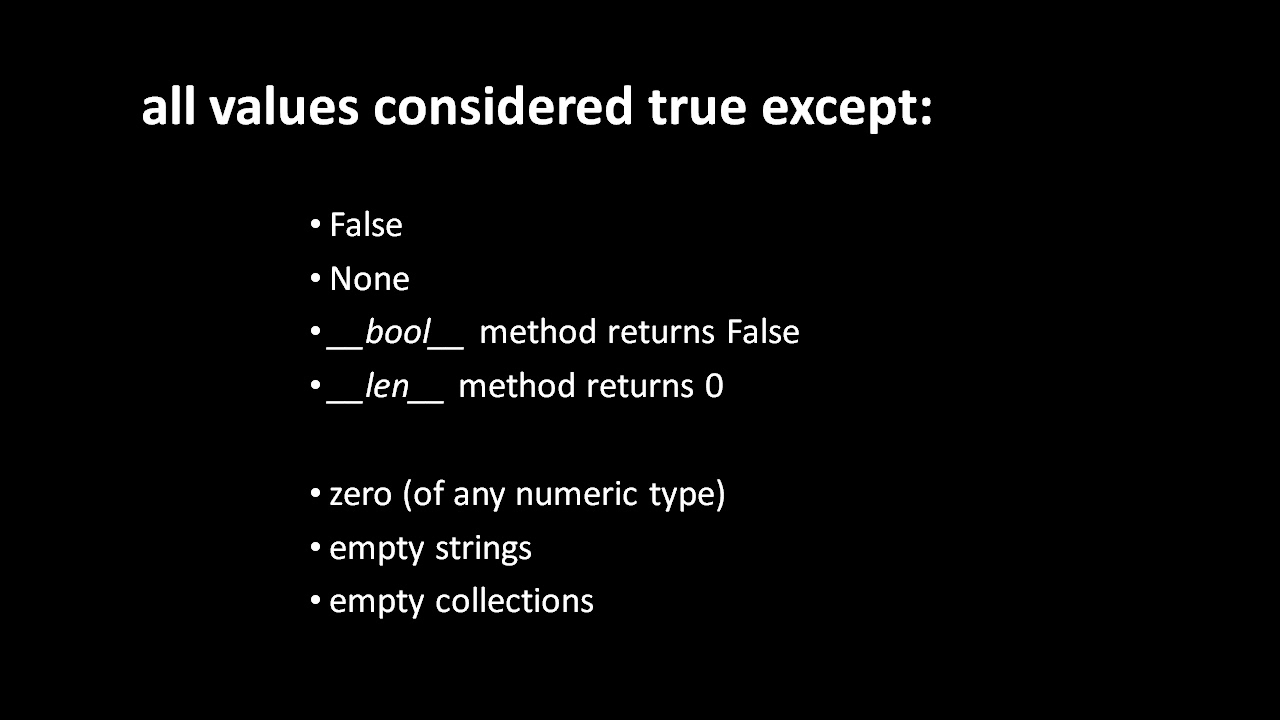 all values considered true except:
• False
• None
• __bool__ method returns False
• __len__ method returns 0
• zero (of any numeric type)
• empty strings
• empty collections